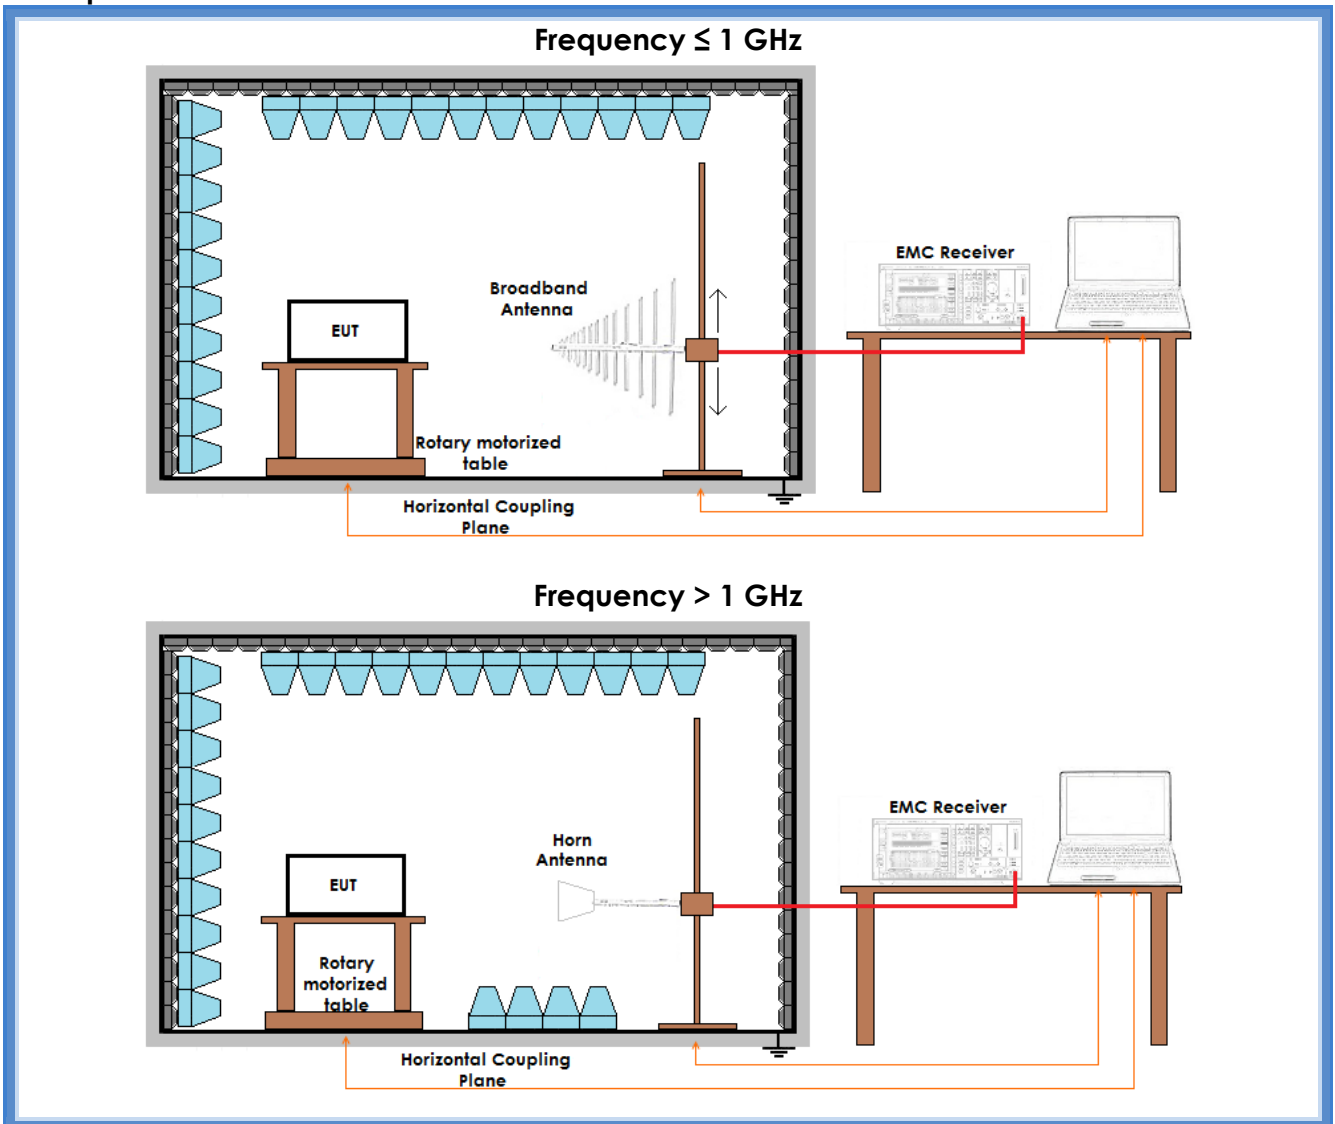 Frequency ≤ 1 GHz
EMC Receiver
Broadband
Antenna
EUT
Rotary motorized
table
Horizontal Coupling
Plane
Frequency > 1 GHz
EMC Receiver
Horn
Antenna
EUT
Rotary
motorized
table
Horizontal Coupling
Plane